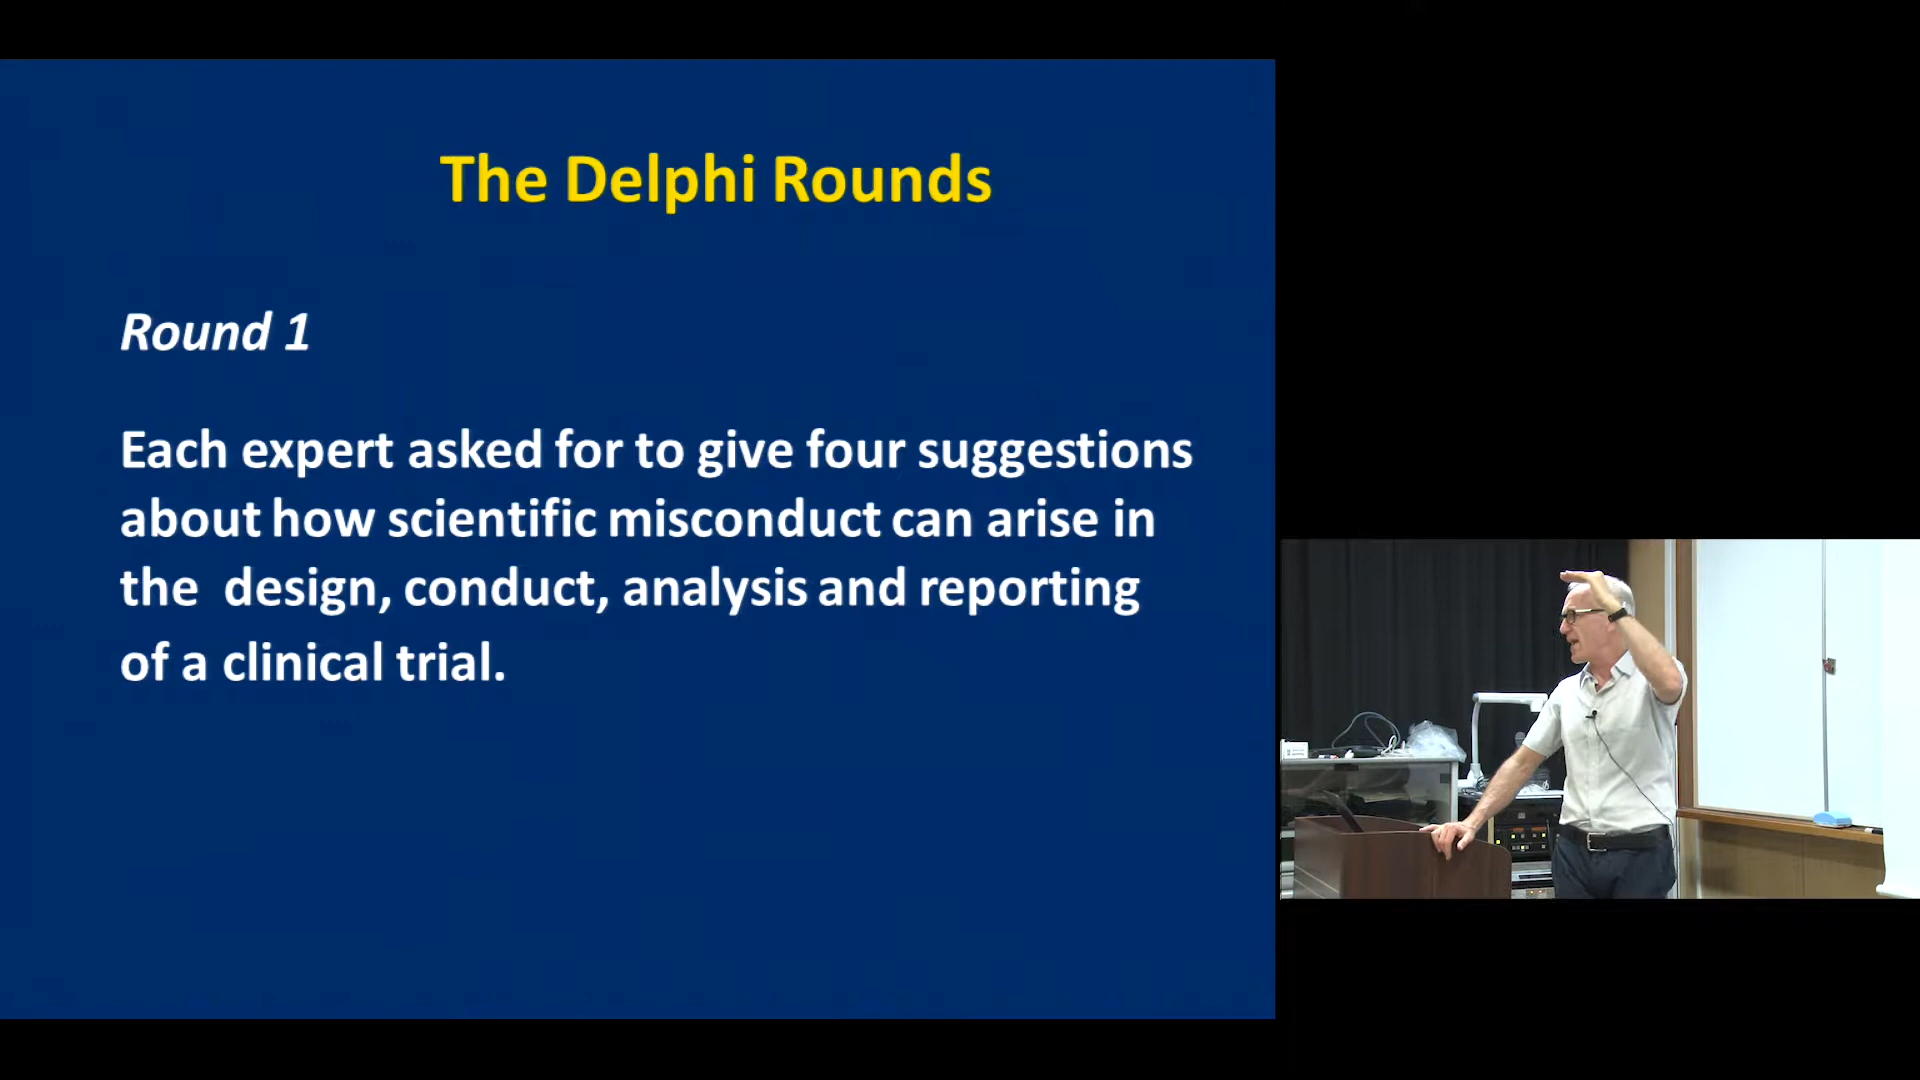 The Delphi Rounds
Round 1
Each expert asked for to give four suggestions
about how scientific misconduct can arise in
the design, conduct, analysis and reporting
of a clinical trial.